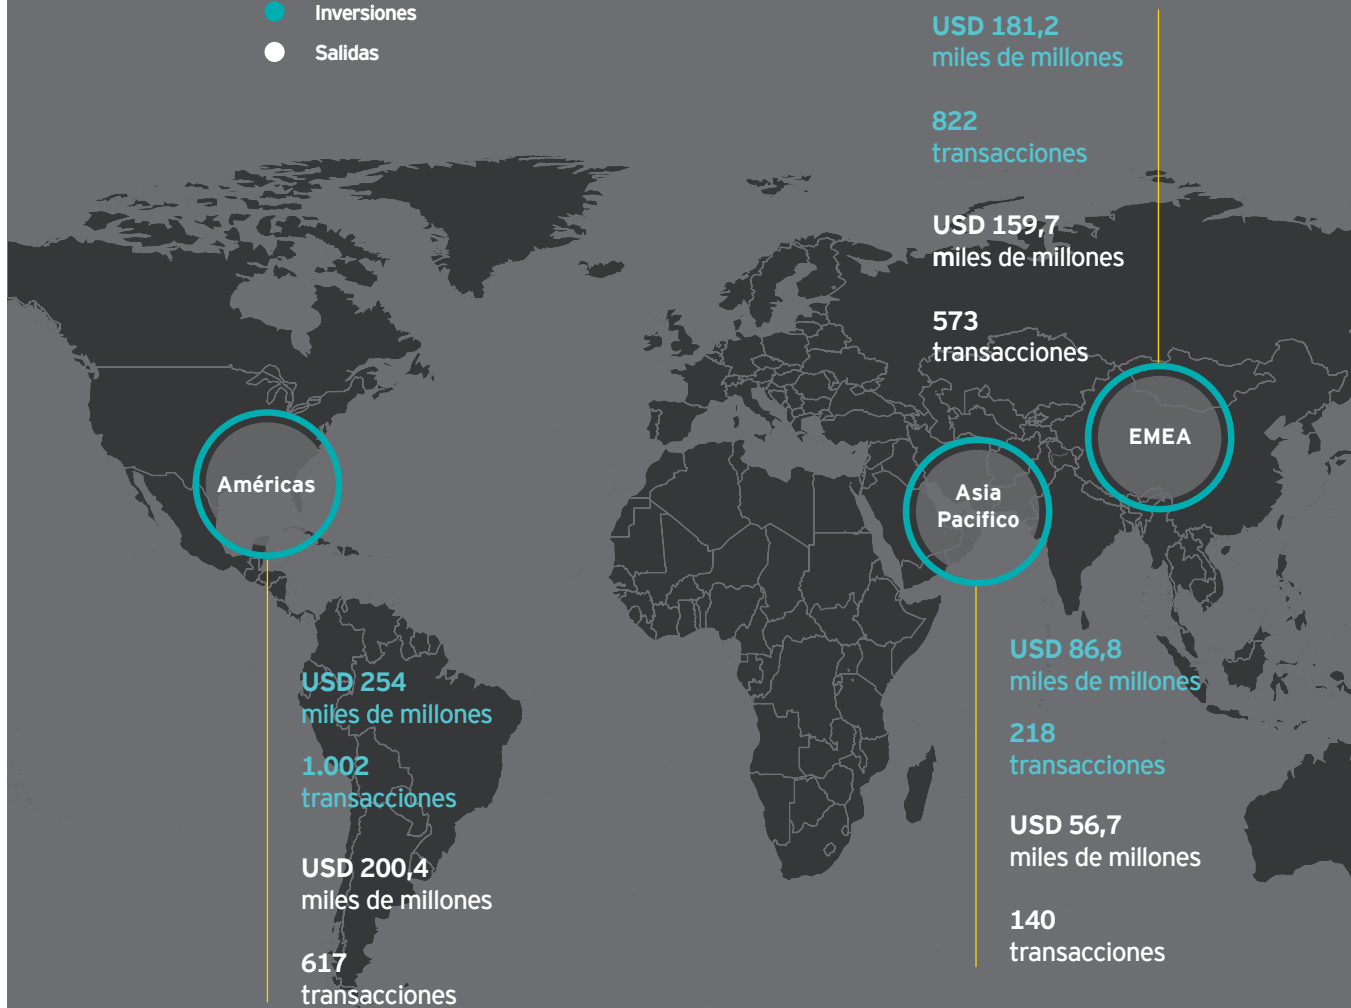 Inversiones
Salidas
USD 181,2
miles de millones
822
transacciones
USD 159,7
miles de millones
573
transacciones
EMEA
Américas
Asia
Pacifico
USD 254
miles de millones
1.002
transacciones
USD 200,4
miles de millones
617
transacciones
USD 86,8
miles de millones
218
transacciones
USD 56,7
miles de millones
140
transacciones